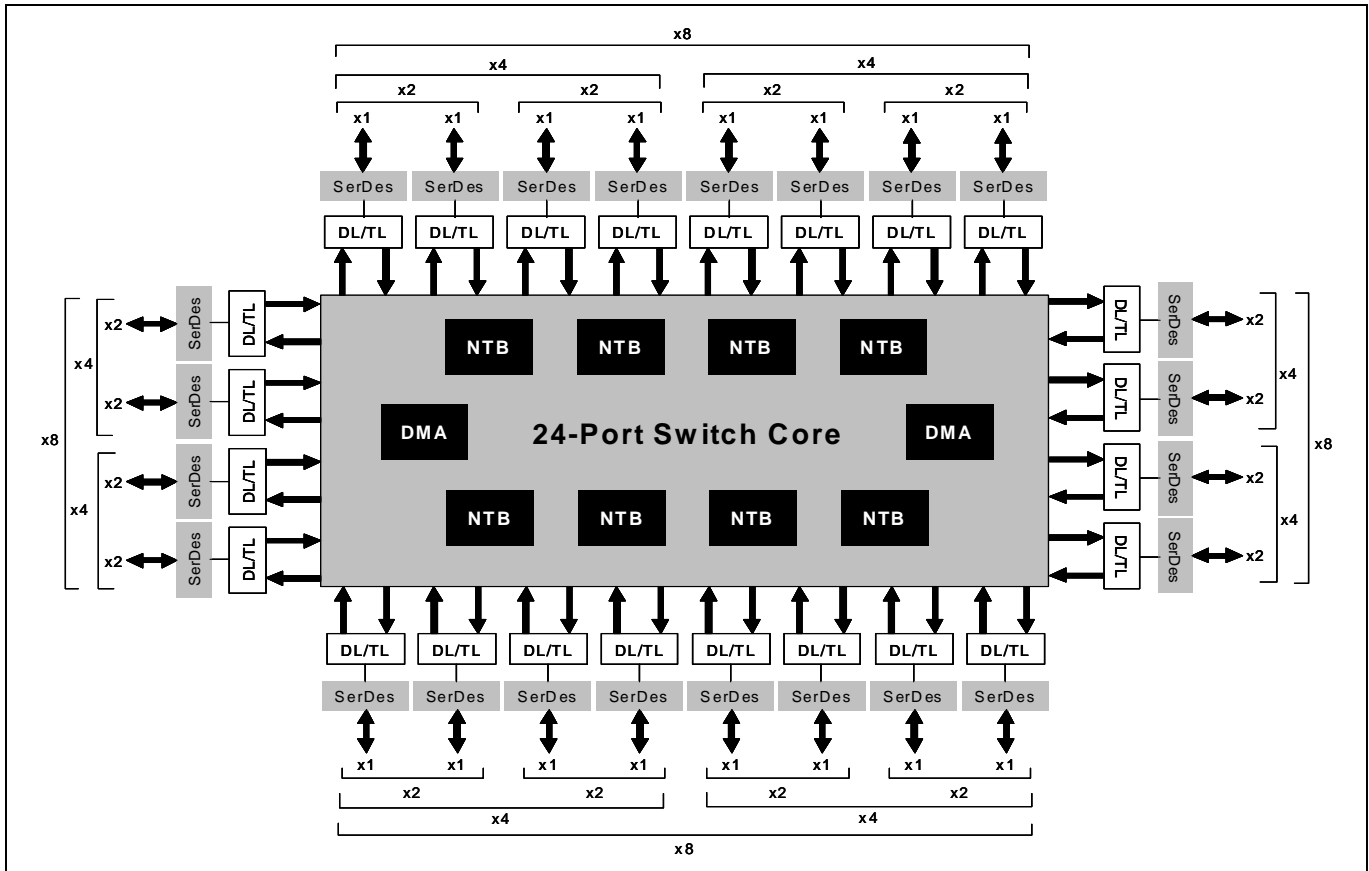 x8
x4 x4
x2 x2 x2 x2
x1 x1 x1 x1 x1 x1 x1 x1
SerDes SerDes SerDes SerDes SerDes SerDes SerDes SerDes
DL/TL DL/TL DL/TL DL/TL DL/TL DL/TL DL/TL DL/TL
x2 SerDes DL/TL NTB NTB NTB NTB DL/TL SerDes x2
x4 x4
x2 SerDes DL/TL DL/TL SerDes x2
x8 DMA 24-Port Switch Core DMA x8
x2 SerDes DL/TL DL/TL SerDes x2
x4 NTB NTB NTB NTB x4
x2 SerDes DL/TL DL/TL SerDes x2
DL/TL DL/TL DL/TL DL/TL DL/TL DL/TL DL/TL DL/TL
SerDes SerDes SerDes SerDes SerDes SerDes SerDes SerDes
x1 x1 x1 x1 x1 x1 x1 x1
x2 x2 x2 x2
x4 x4
x8